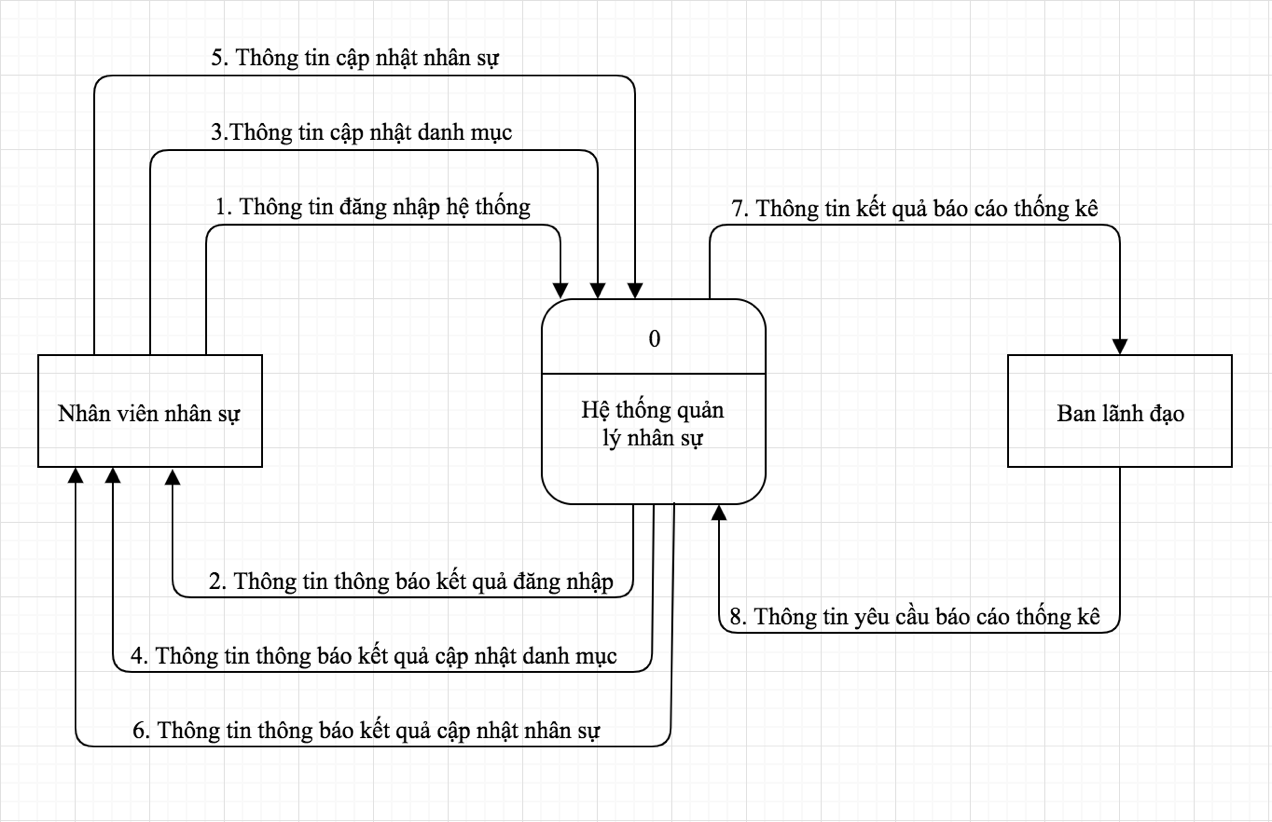 5. Thông tin cập nhật nhân sự
3.Thông tin cập nhật danh mục
1. Thông tin đăng nhập hệ thống
7. Thông tin kết quả báo cáo thống kê
0
Nhân viên nhân sự
Hệ thống quản
lý nhân sự
Ban lãnh đạo
2. Thông tin thông báo kết quả đăng nhập
8. Thông tin yêu cầu báo cáo thống kê
4. Thông tin thông báo kết quả cập nhật danh mục
6. Thông tin thông báo kết quả cập nhật nhân sự